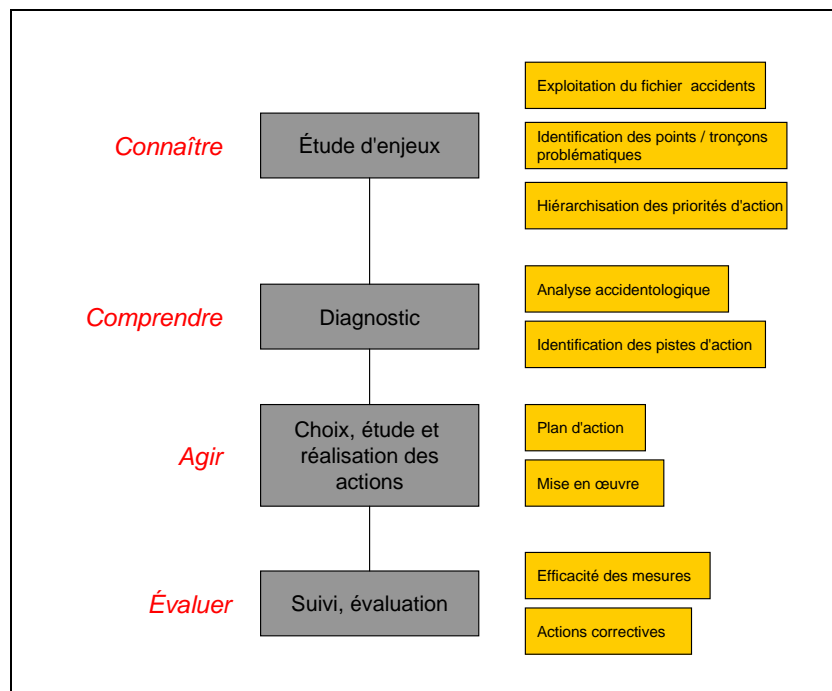 Connaître
Étude d'enjeux
Exploitation du fichier accidents
Identification des points / tronçons
problématiques
Hiérarchisation des priorités d'action
Comprendre
Diagnostic
Analyse accidentologique
Identification des pistes d'action
Agir
Choix, étude et
réalisation des
actions
Plan d'action
Mise en œuvre
Évaluer
Suivi, évaluation
Efficacité des mesures
Actions correctives